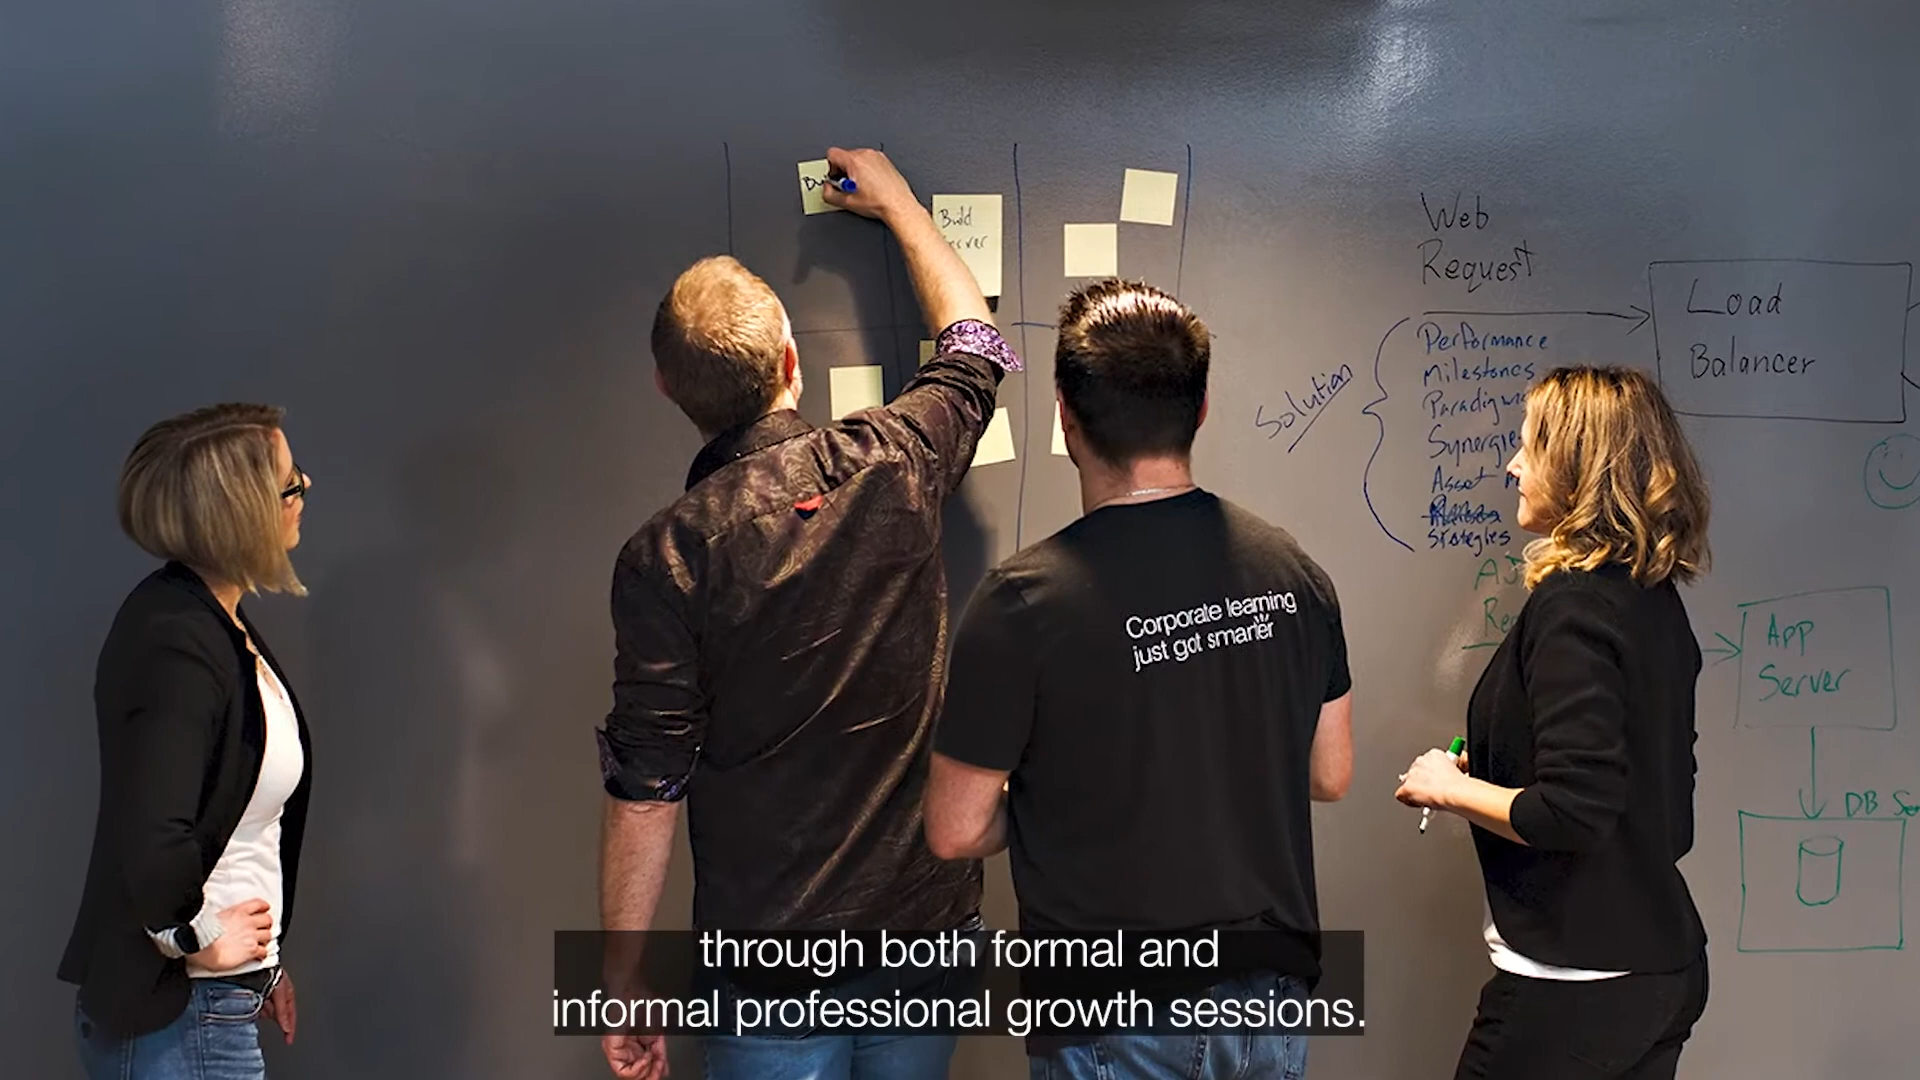 Build
Server
Web
Request
Load
Balancer
Solution
Performance
Milestones
Asset
Strategies
App
Server
DB
Corporate learning
just got smarter
through both formal and
informal professional growth sessions.